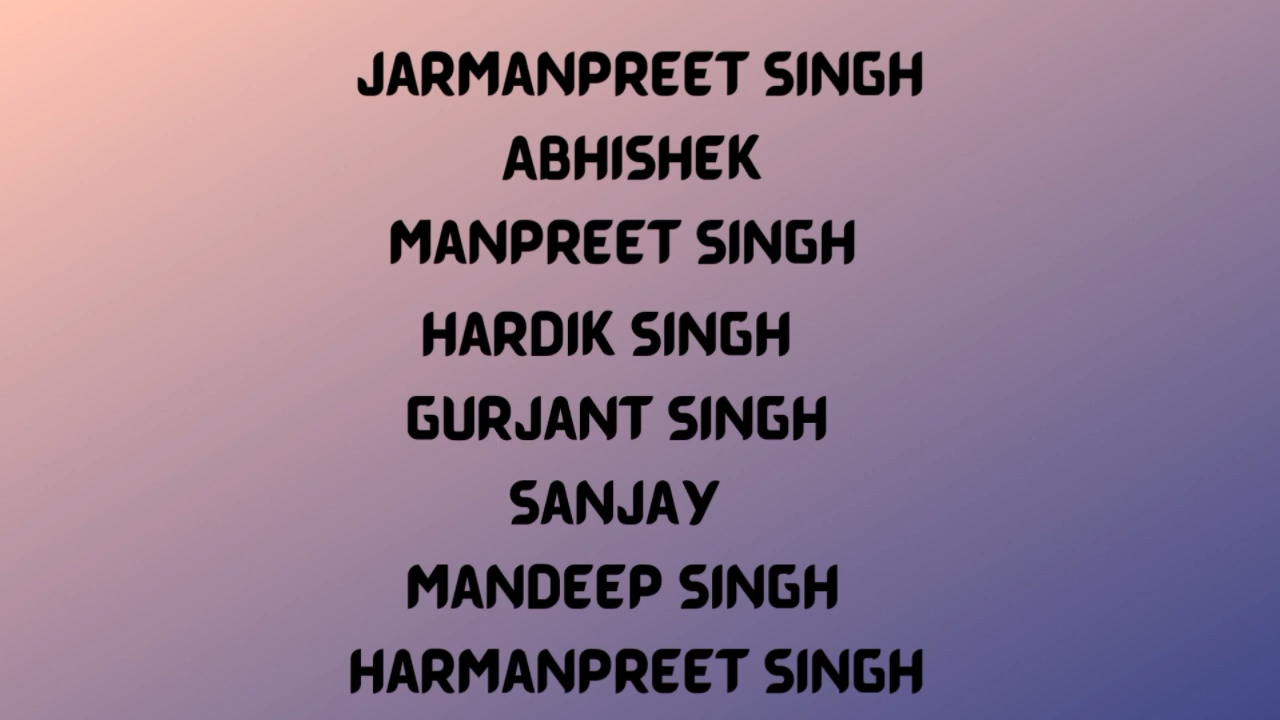 JARMANPREET SINGH
ABHISHEK
MANPREET SINGH
HARDIK SINGH
GURJANT SINGH
SANJAY
MANDEEP SINGH
HARMANPREET SINGH